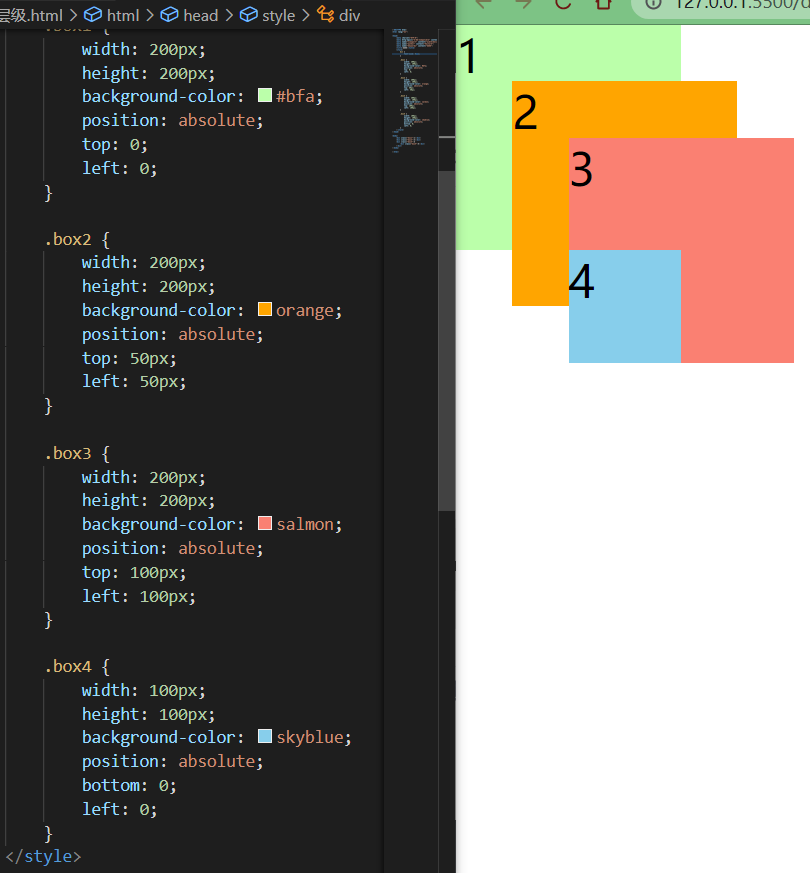 层级.html > html > head > style > div
127.0.0.1:5500/d
.box1 {
width: 200px;
height: 200px;
background-color: #bfa;
position: absolute;
top: 0;
left: 0;
}
.box2 {
width: 200px;
height: 200px;
background-color: orange;
position: absolute;
top: 50px;
left: 50px;
}
.box3 {
width: 200px;
height: 200px;
background-color: salmon;
position: absolute;
top: 100px;
left: 100px;
}
.box4 {
width: 100px;
height: 100px;
background-color: skyblue;
position: absolute;
bottom: 0;
left: 0;
}
</style>
1
2
3
4